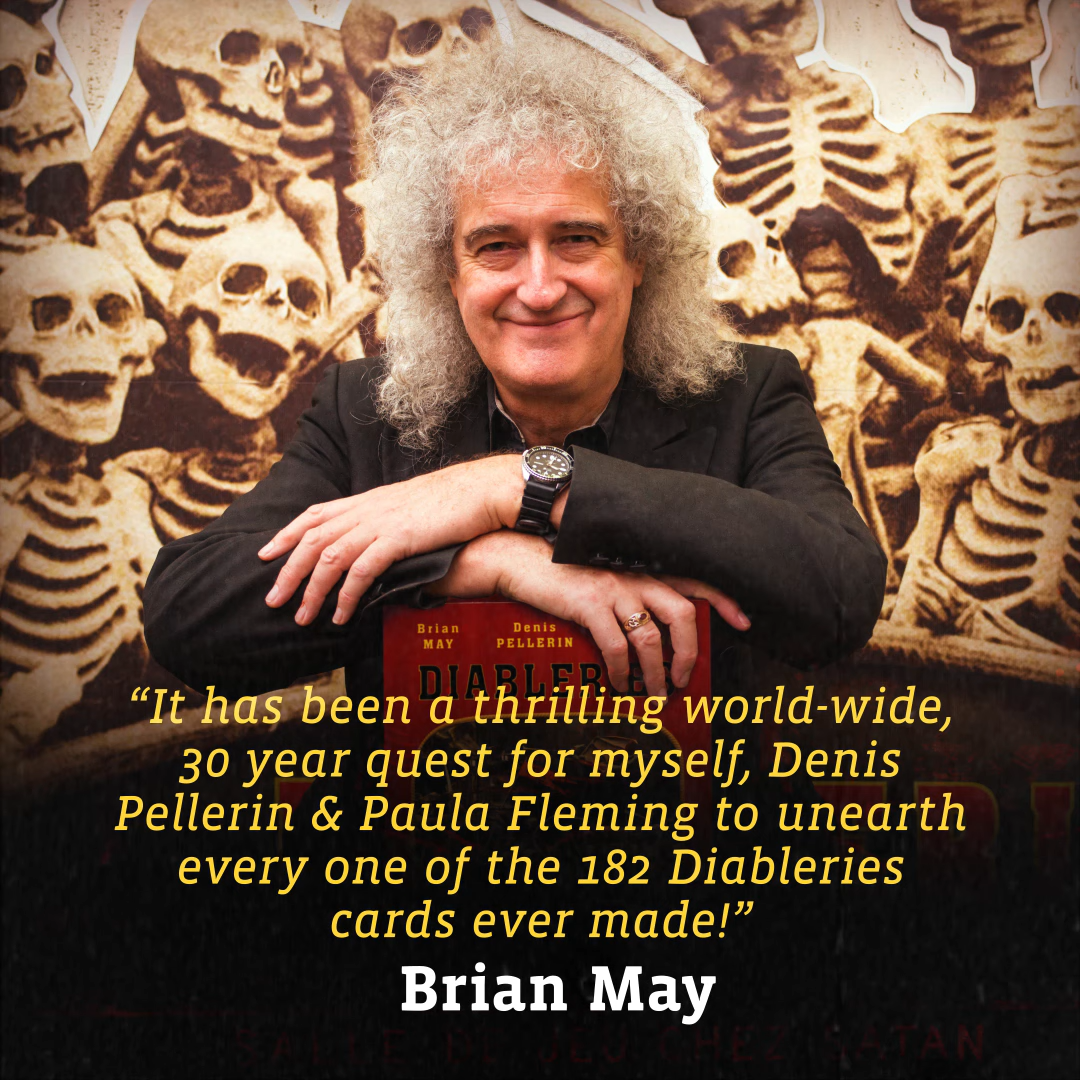 Brian MAY
Denis PELLERIN
DIABLERIES
“It has been a thrilling world-wide,
30 year quest for myself, Denis
Pellerin & Paula Fleming to unearth
every one of the 182 Diableries
cards ever made!”
Brian May